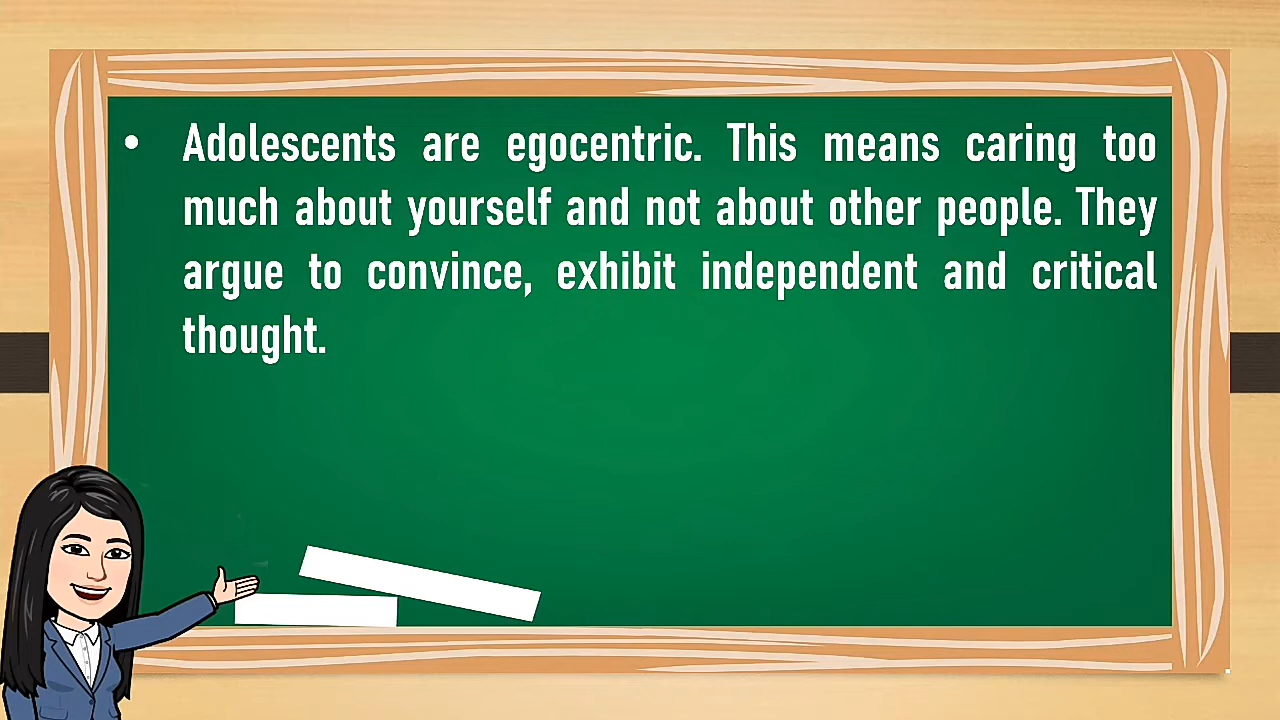 • Adolescents are egocentric. This means caring too
much about yourself and not about other people. They
argue to convince, exhibit independent and critical
thought.